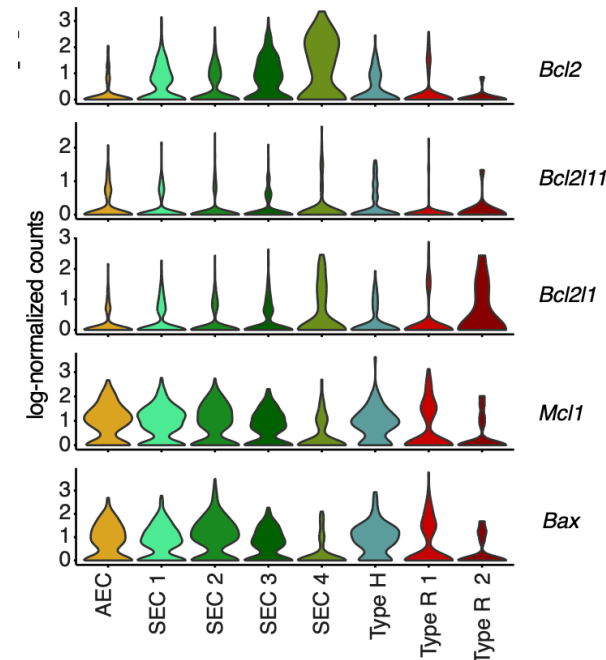 3
2
1
0
Bcl2
2
1
0
Bcl2l11
3
2
1
0
Bcl2l1
3
2
1
0
Mcl1
3
2
1
0
Bax
log-normalized counts
AEC
SEC 1
SEC 2
SEC 3
SEC 4
Type H
Type R 1
Type R 2